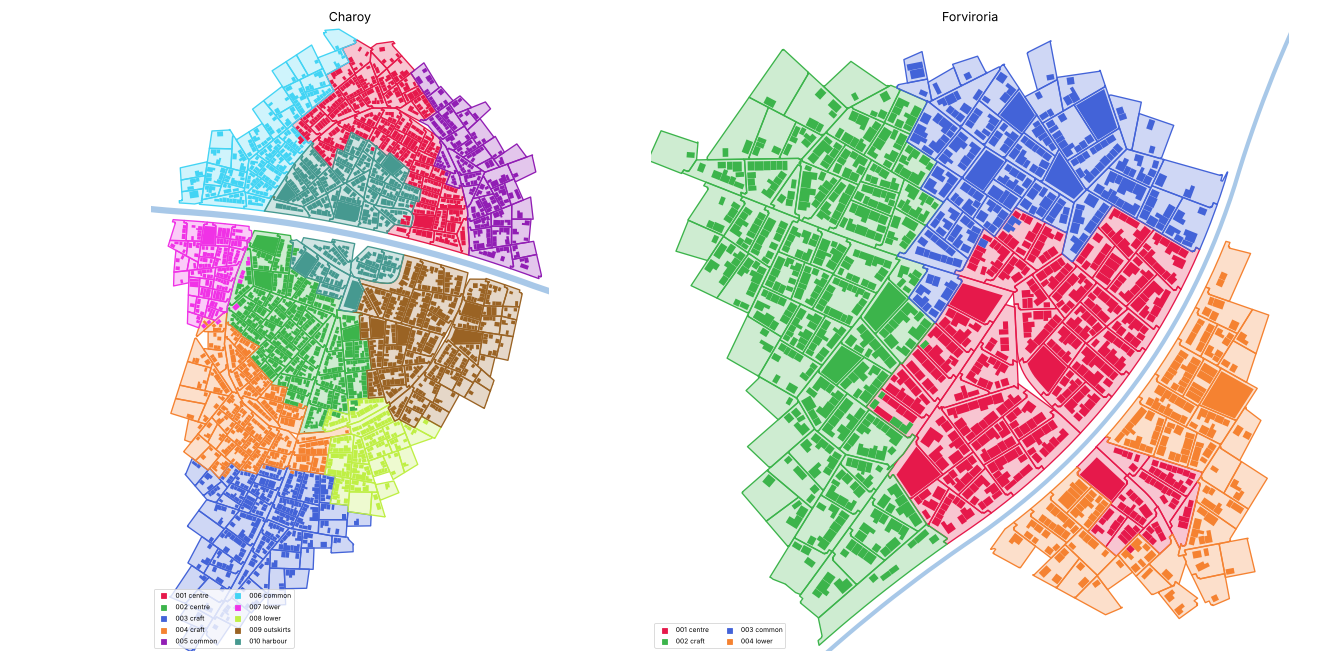 Charoy
Forviroria
001 centre
002 centre
003 craft
004 craft
005 common
006 common
007 lower
008 lower
009 outskirts
010 harbour
001 centre
002 craft
003 common
004 lower